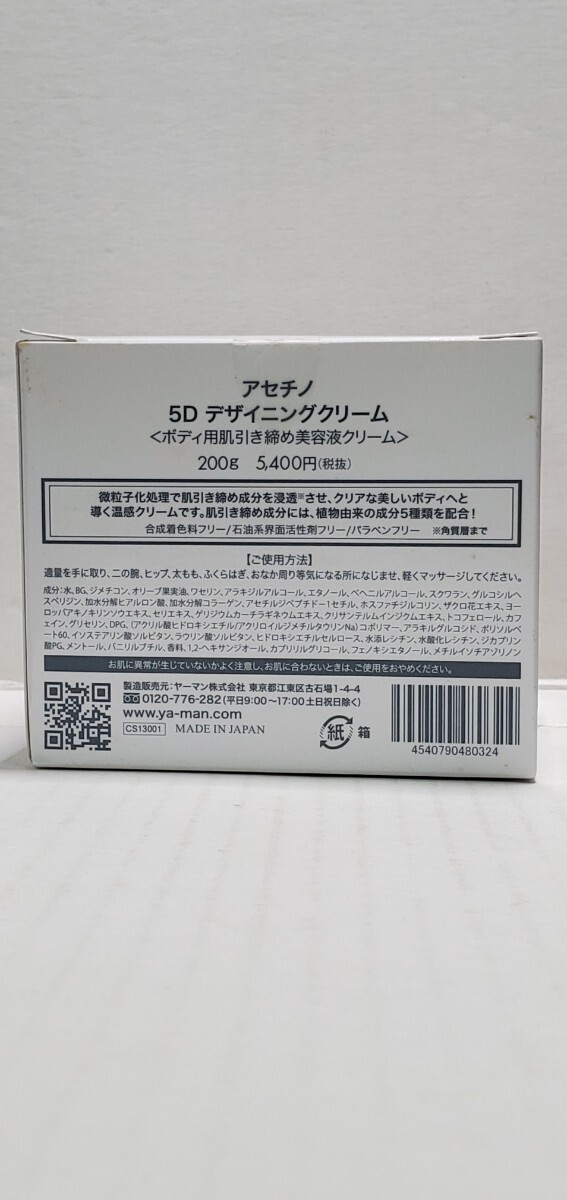 アセチノ
5D デザイニングクリーム
<ボディ用肌引き締め美容液クリーム>
200g 5,400円(税抜)
微粒子化処理で肌引き締め成分を浸透※させ、クリアな美しいボディへと
導く温感クリームです。肌引き締め成分には、植物由来の成分5種類を配合!
合成着色料フリー/石油系界面活性剤フリー/パラベンフリー ※角質層まで
【ご使用方法】
適量を手に取り、二の腕、ヒップ、太もも、ふくらはぎ、おなか周り等気になる所になじませ、軽くマッサージしてください。
成分:水、BG、ジメチコン、オリーブ果実油、ワセリン、アラキジルアルコール、エタノール、ベヘニルアルコール、スクワラン、グルコシルヘ
スペリジン、加水分解ヒアルロン酸、加水分解コラーゲン、アセチルジペプチド-1セチル、ホスファチジルコリン、ザクロ花エキス、ヨー
ロッパアキノキリンソウエキス、セリエキス、ゲリジウムカーチラギネウムエキス、クリサンテルムインジクムエキス、トコフェロール、カフ
ェイン、グリセリン、DPG、(アクリル酸ヒドロキシエチル/アクリロイルジメチルタウリンNa)コポリマー、アラキルグルコシド、ポリソルベ
ート60、イソステアリン酸ソルビタン、ラウリン酸ソルビタン、ヒドロキシエチルセルロース、水添レシチン、水酸化レシチン、ジカプリン
酸PG、メントール、バニリルブチル、香料、1,2-ヘキサンジオール、カプリリルグリコール、フェノキシエタノール、メチルイソチアゾリノン
お肌に異常が生じていないかよく注意し、お肌に合わないときは、ご使用をおやめください。
製造販売元:ヤーマン株式会社 東京都江東区古石場1-4-4
0120-776-282(平日9:00〜17:00土日祝日除く)
www.ya-man.com
CS13001 MADE IN JAPAN
紙 箱
4540790480324